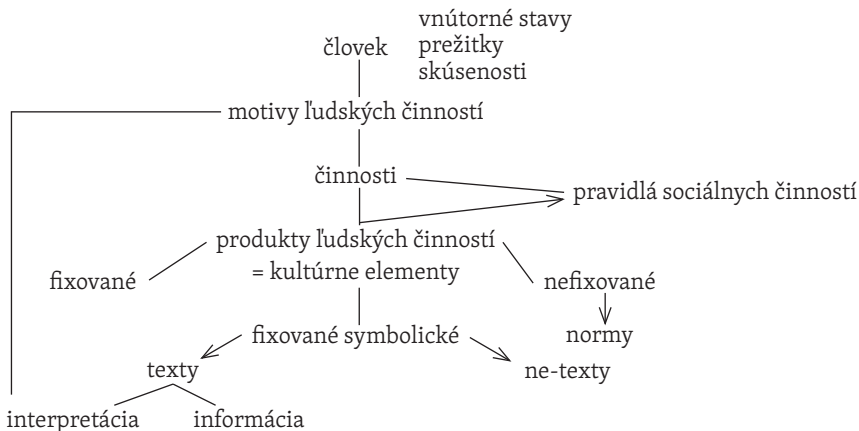 človek
vnútorné stavy
prežitky
skúsenosti
motivy ľudských činností
činnosti
pravidlá sociálnych činností
produkty ľudských činností
= kultúrne elementy
fixované
nefixované
fixované symbolické
normy
texty
ne-texty
interpretácia
informácia